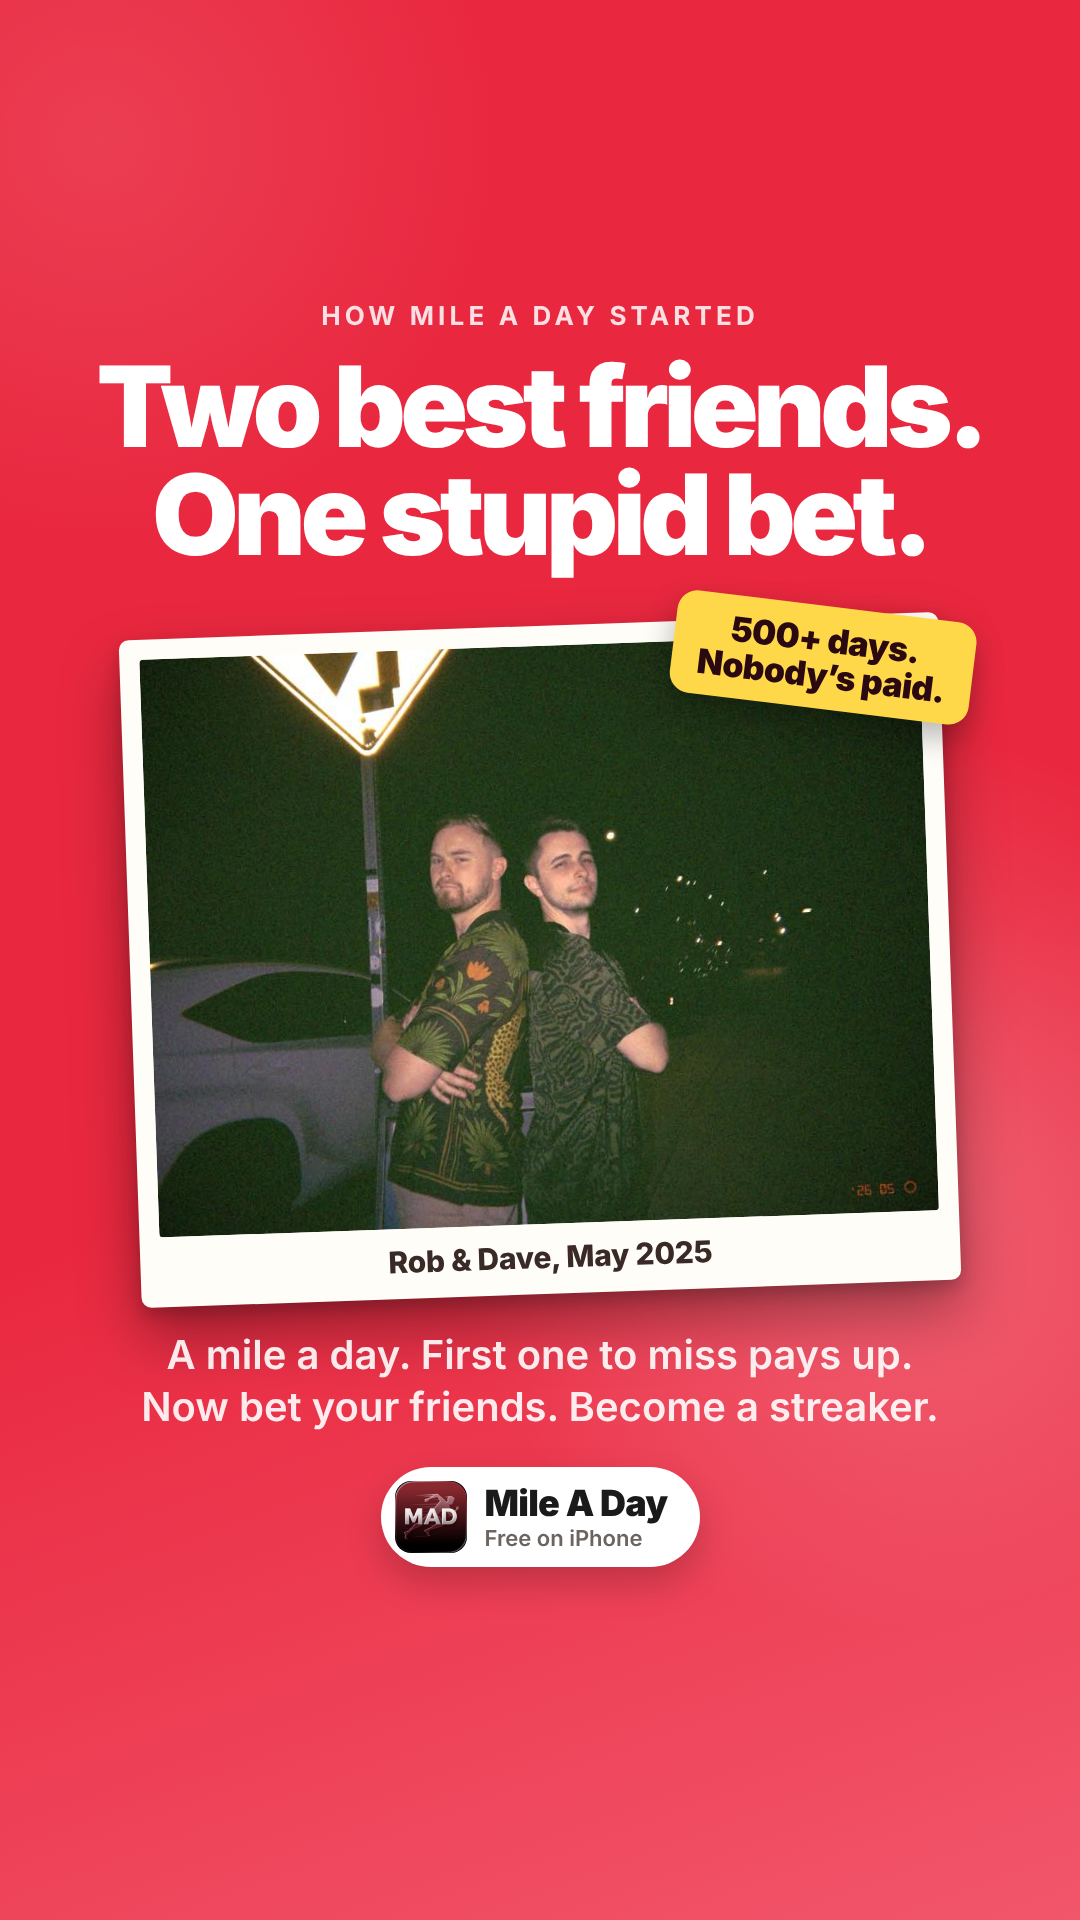 HOW MILE A DAY STARTED
Two best friends.
One stupid bet.
500+ days.
Nobody’s paid.
'26 05
Rob & Dave, May 2025
A mile a day. First one to miss pays up.
Now bet your friends. Become a streaker.
MAD
Mile A Day
Free on iPhone